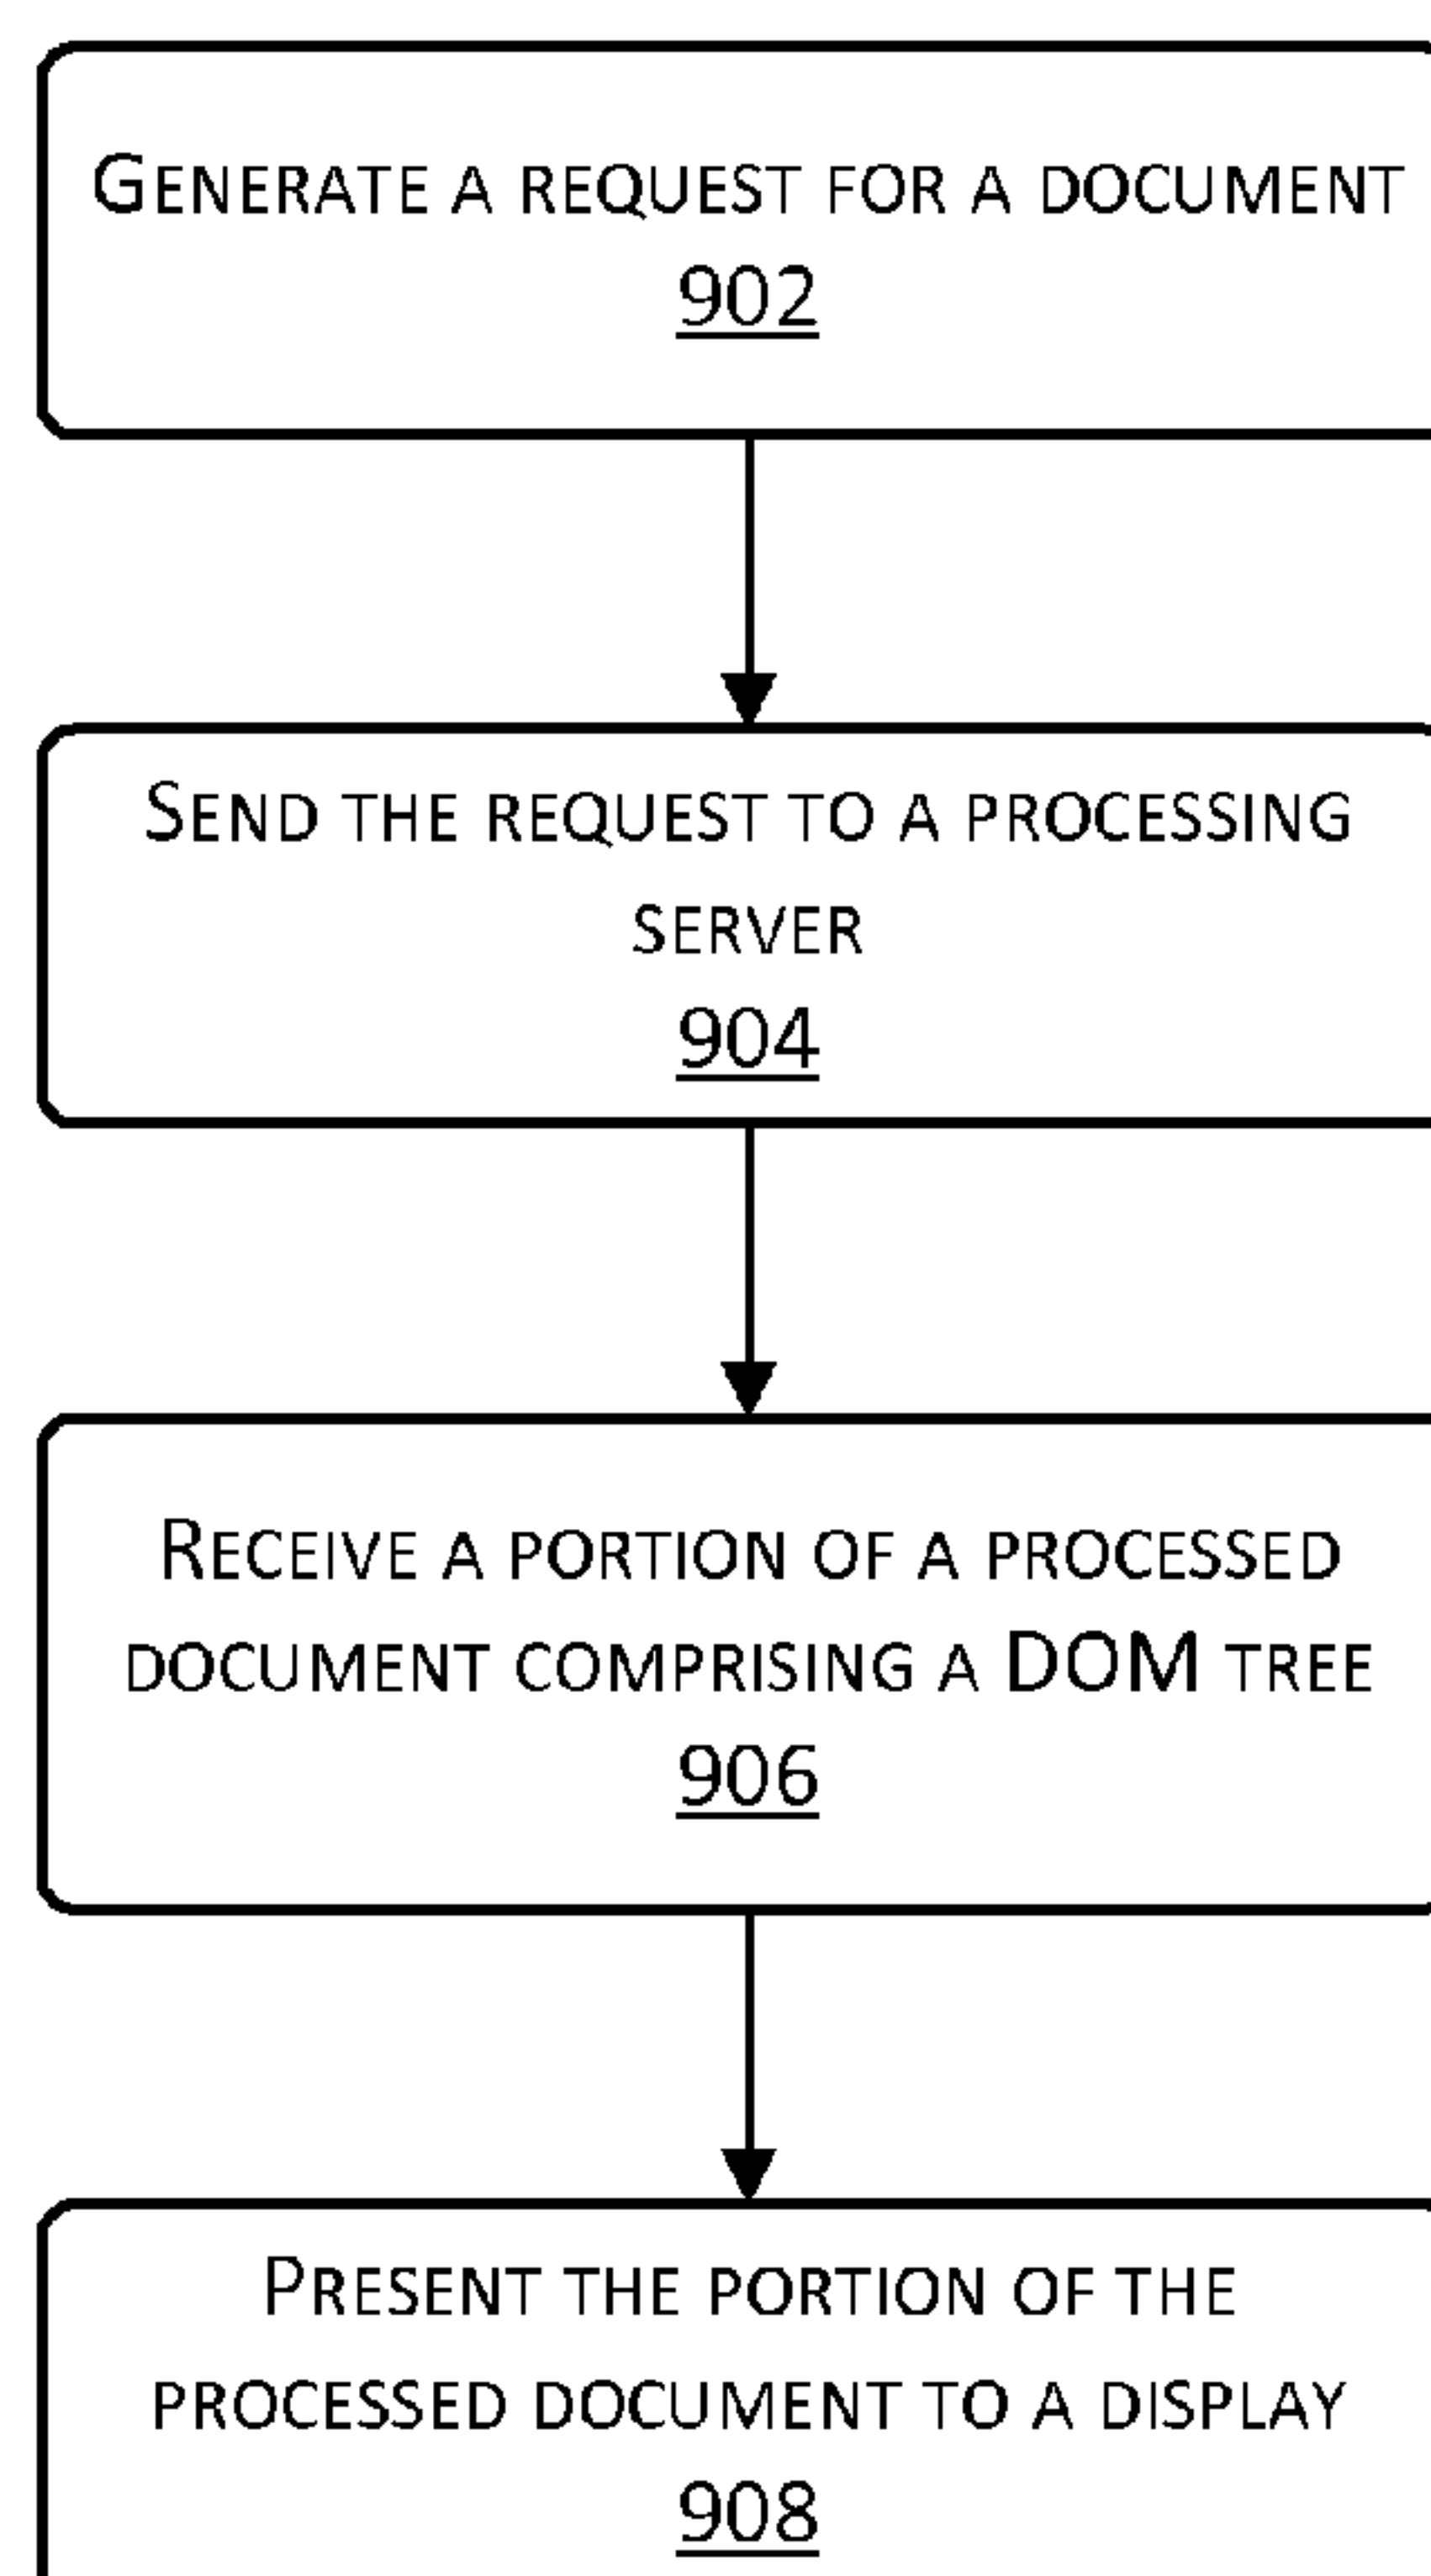 GENERATE A REQUEST FOR A DOCUMENT
902
SEND THE REQUEST TO A PROCESSING
SERVER
904
RECEIVE A PORTION OF A PROCESSED
DOCUMENT COMPRISING A DOM TREE
906
PRESENT THE PORTION OF THE
PROCESSED DOCUMENT TO A DISPLAY
908